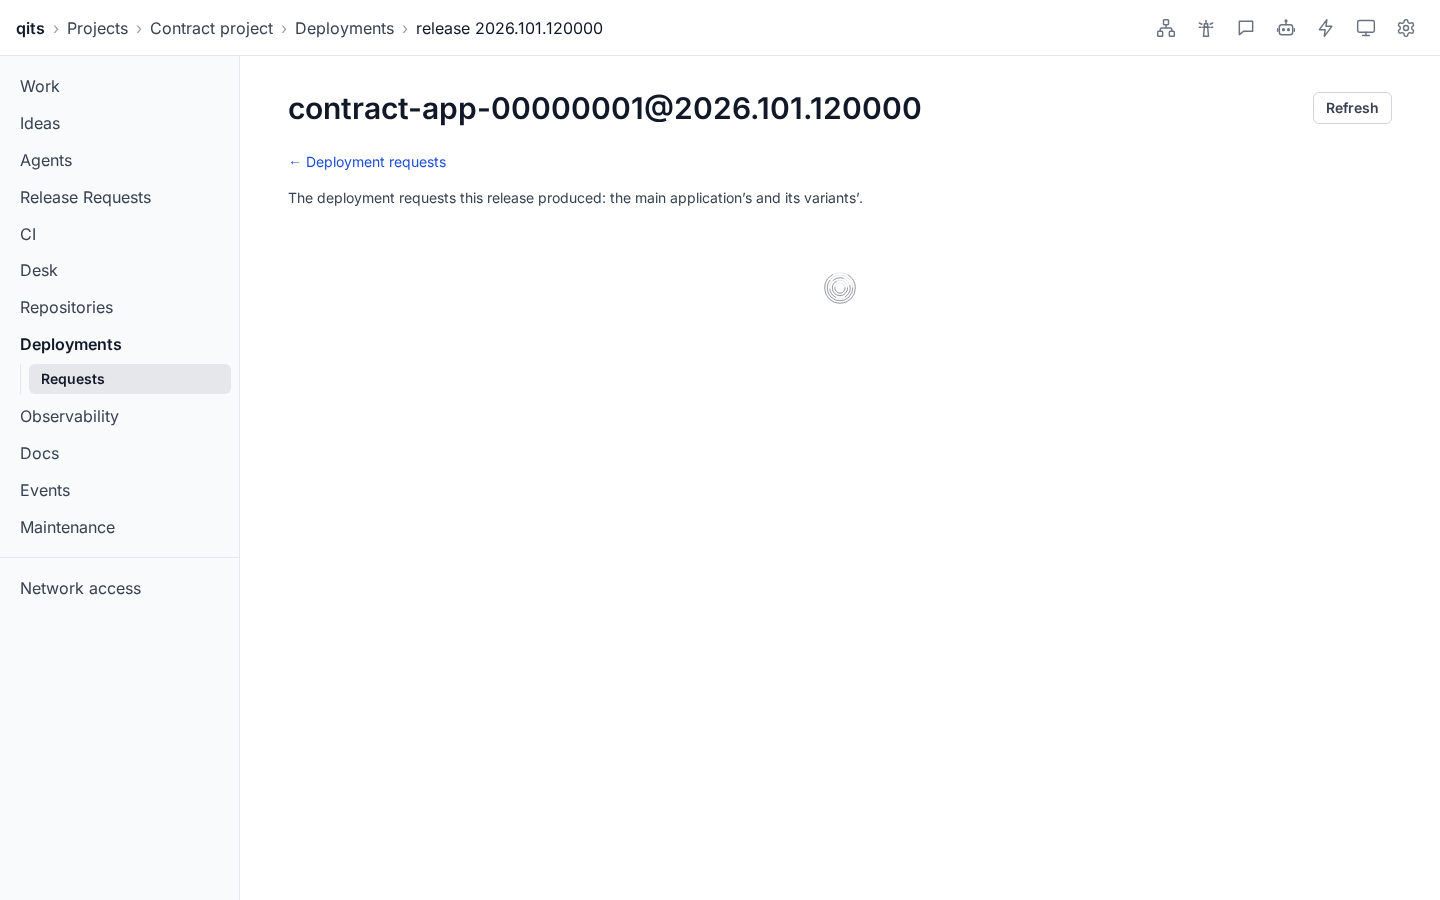 qits › Projects › Contract project › Deployments › release 2026.101.120000
Work
Ideas
Agents
Release Requests
CI
Desk
Repositories
Deployments
Requests
Observability
Docs
Events
Maintenance
Network access
contract-app-00000001@2026.101.120000
Refresh
← Deployment requests
The deployment requests this release produced: the main application’s and its variants’.